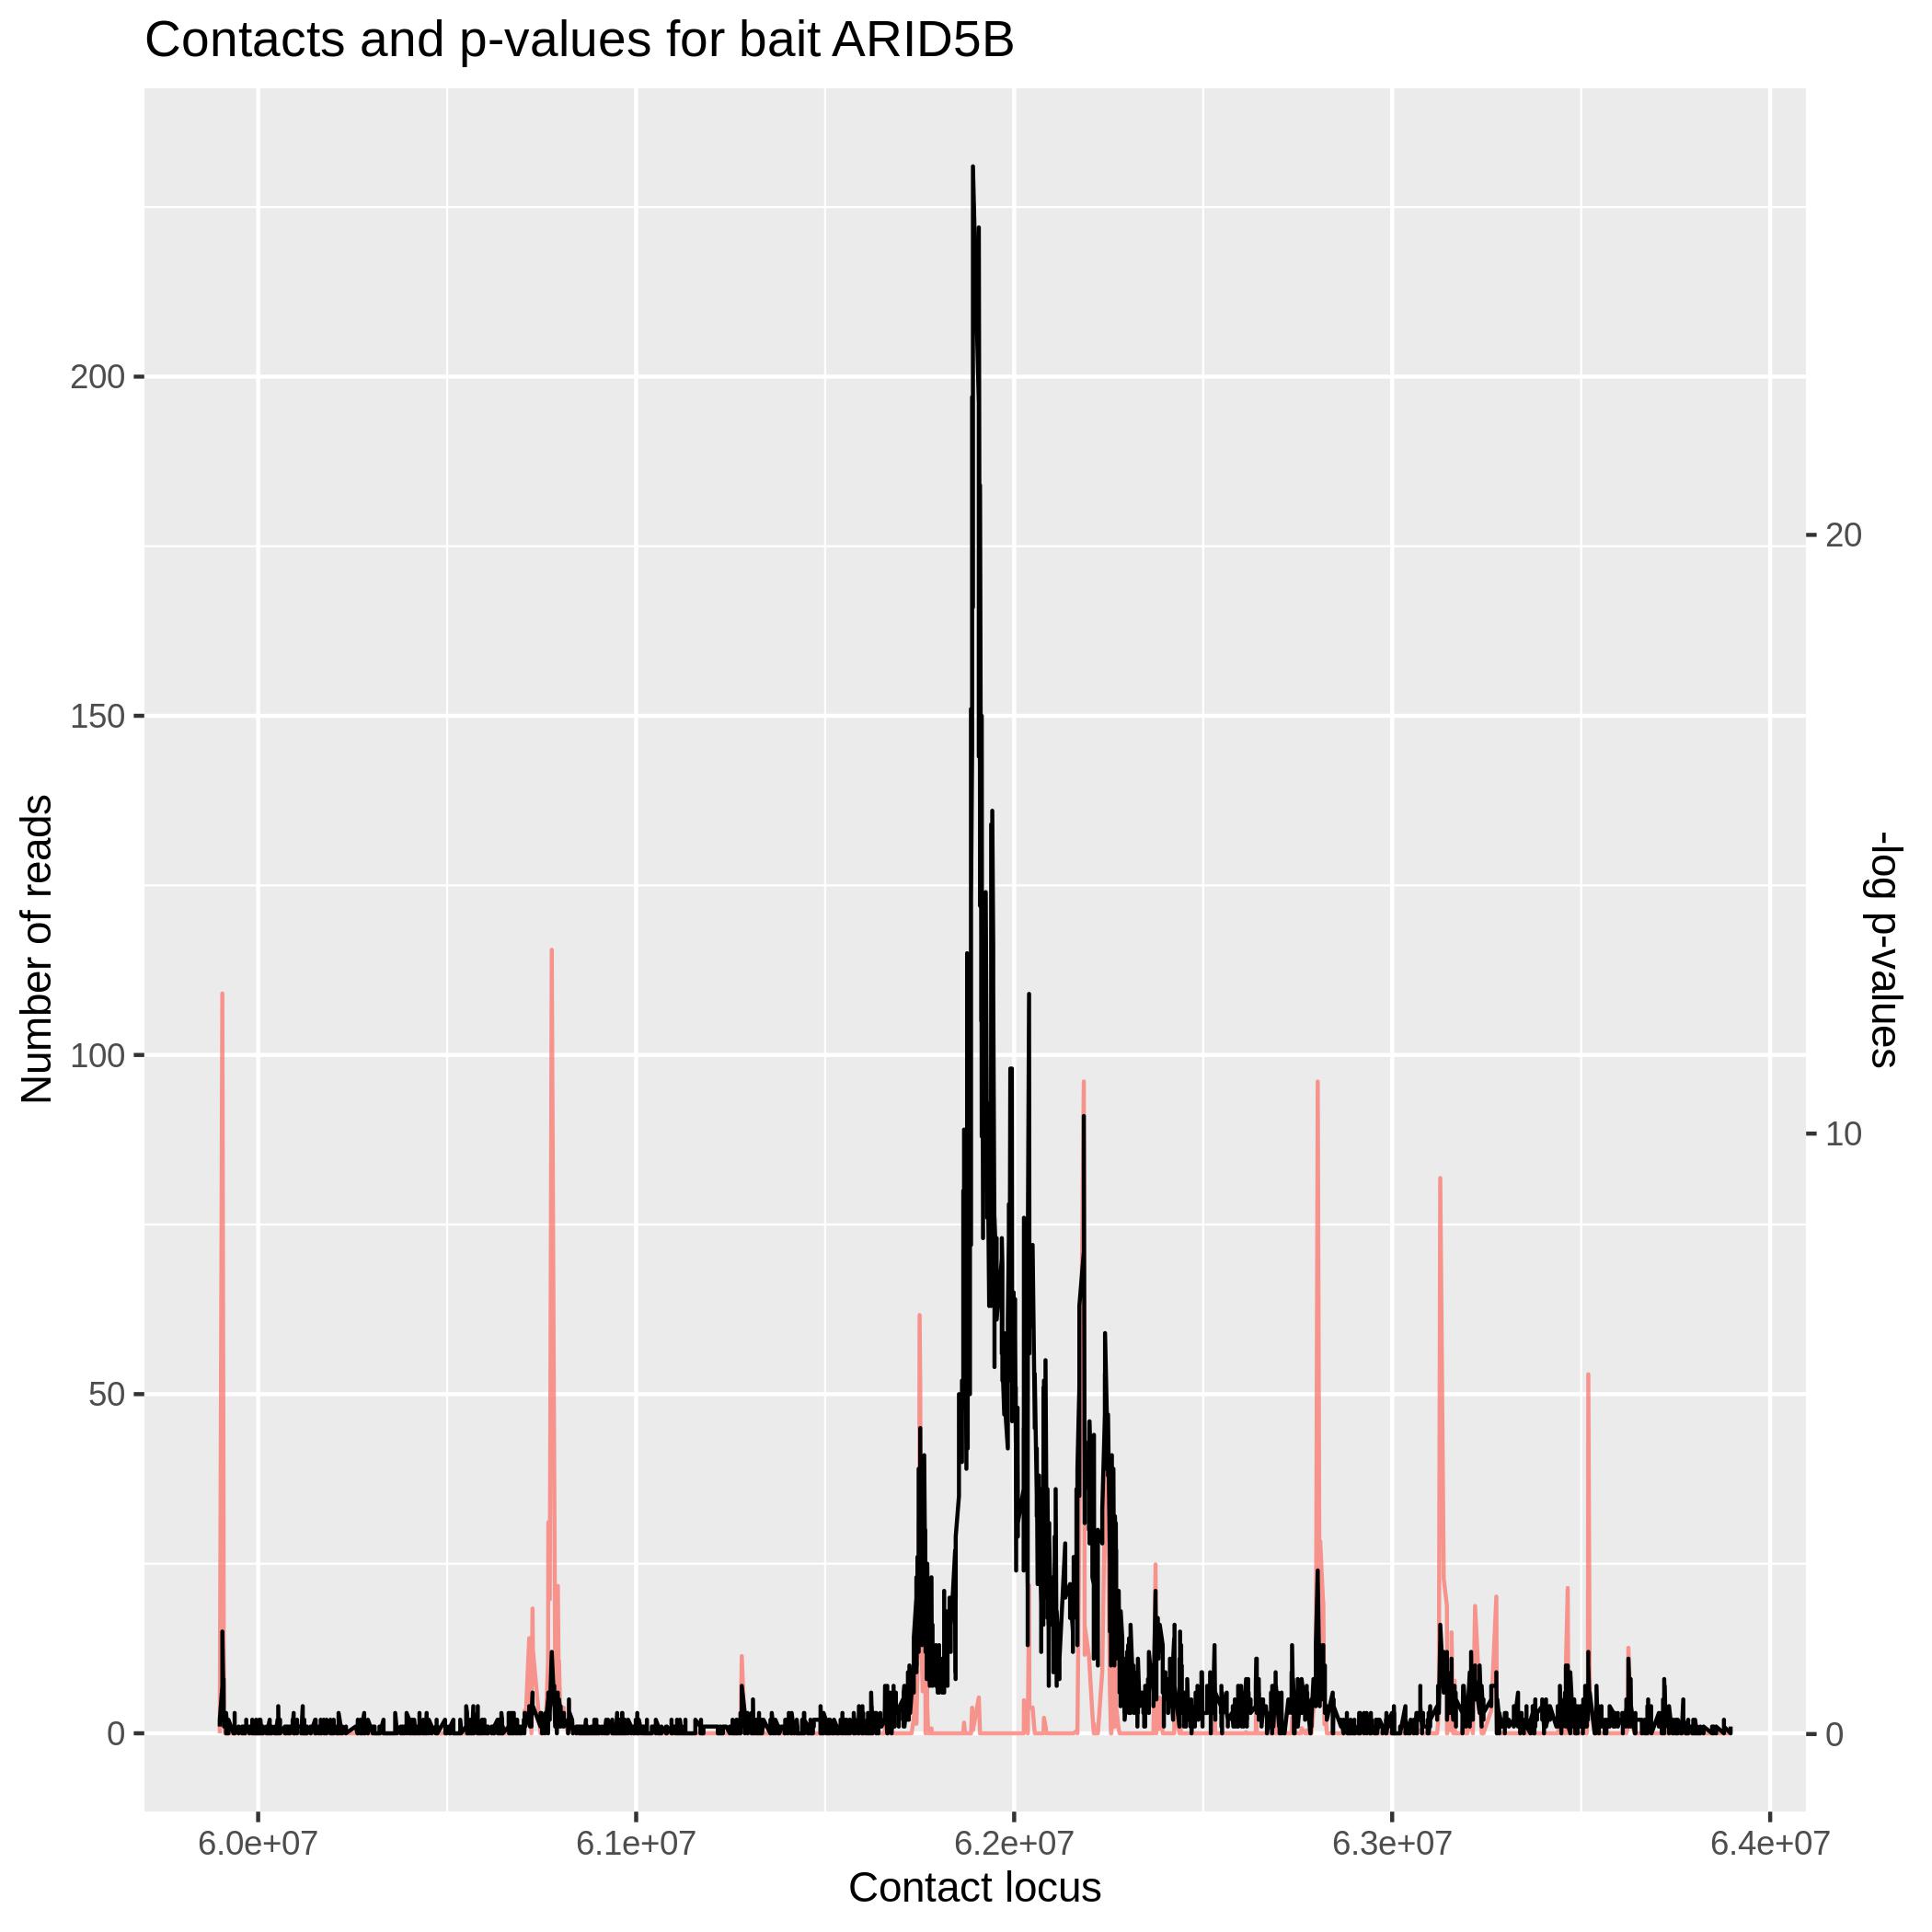 Contacts and p-values for bait ARID5B
Number of reads
200
150
100
50
0
20
10
0
-log p-values
6.0e+07 6.1e+07 6.2e+07 6.3e+07 6.4e+07
Contact locus